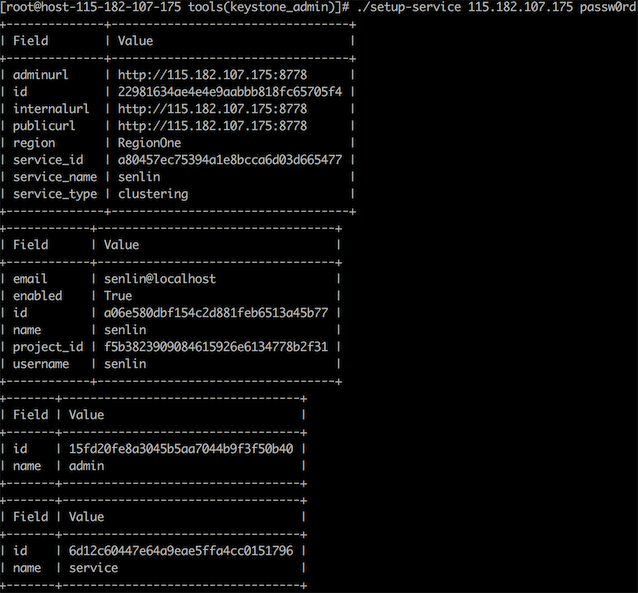 [root@host-115-182-107-175 tools(keystone_admin)]# ./setup-service 115.182.107.175 passw0rd
+--------------+----------------------------------+
| Field | Value |
+--------------+----------------------------------+
| adminurl | http://115.182.107.175:8778 |
| id | 22981634ae4e4e9aabbb818fc65705f4 |
| internalurl | http://115.182.107.175:8778 |
| publicurl | http://115.182.107.175:8778 |
| region | RegionOne |
| service_id | a80457ec75394a1e8bcca6d03d665477 |
| service_name | senlin |
| service_type | clustering |
+--------------+----------------------------------+
+------------+----------------------------------+
| Field | Value |
+------------+----------------------------------+
| email | senlin@localhost |
| enabled | True |
| id | a06e580dbf154c2d881feb6513a45b77 |
| name | senlin |
| project_id | f5b3823909084615926e6134778b2f31 |
| username | senlin |
+------------+----------------------------------+
+-------+----------------------------------+
| Field | Value |
+-------+----------------------------------+
| id | 15fd20fe8a3045b5aa7044b9f3f50b40 |
| name | admin |
+-------+----------------------------------+
+-------+----------------------------------+
| Field | Value |
+-------+----------------------------------+
| id | 6d12c60447e64a9eae5ffa4cc0151796 |
| name | service |
+-------+----------------------------------+